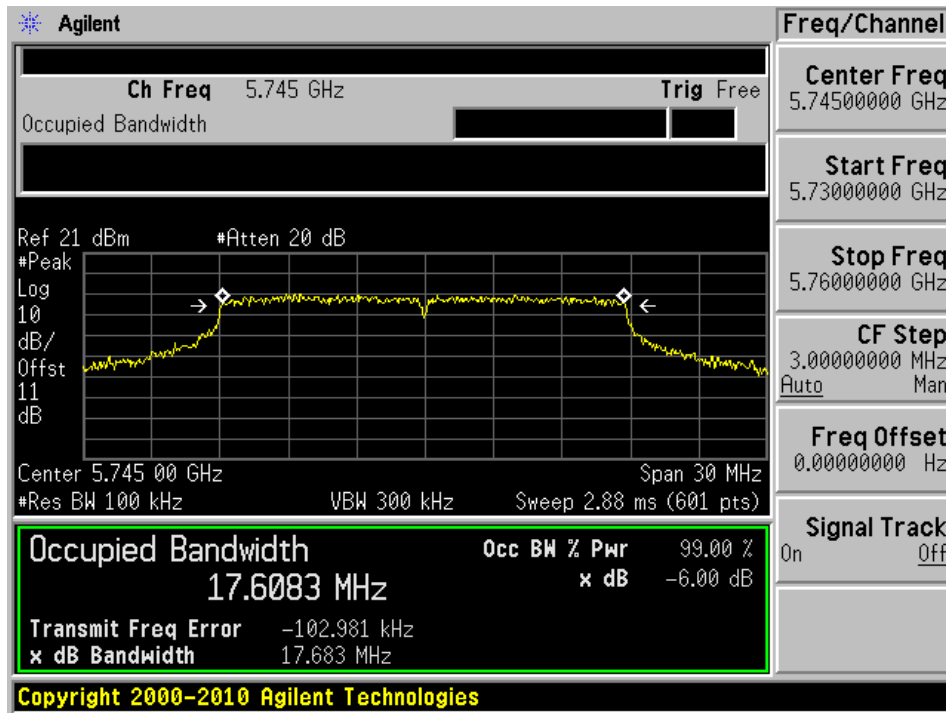 Agilent
Freq/Channel
Ch Freq 5.745 GHz Trig Free
Occupied Bandwidth
Center Freq
5.74500000 GHz
Start Freq
5.73000000 GHz
Stop Freq
5.76000000 GHz
CF Step
3.00000000 MHz
Auto Man
Freq Offset
0.00000000 Hz
Signal Track
On Off
Ref 21 dBm #Atten 20 dB
#Peak
Log
10
dB/
Offst
11
dB
Center 5.745 00 GHz Span 30 MHz
#Res BW 100 kHz VBW 300 kHz Sweep 2.88 ms (601 pts)
Occupied Bandwidth Occ BW % Pwr 99.00 %
17.6083 MHz x dB -6.00 dB
Transmit Freq Error -102.981 kHz
x dB Bandwidth 17.683 MHz
Copyright 2000-2010 Agilent Technologies